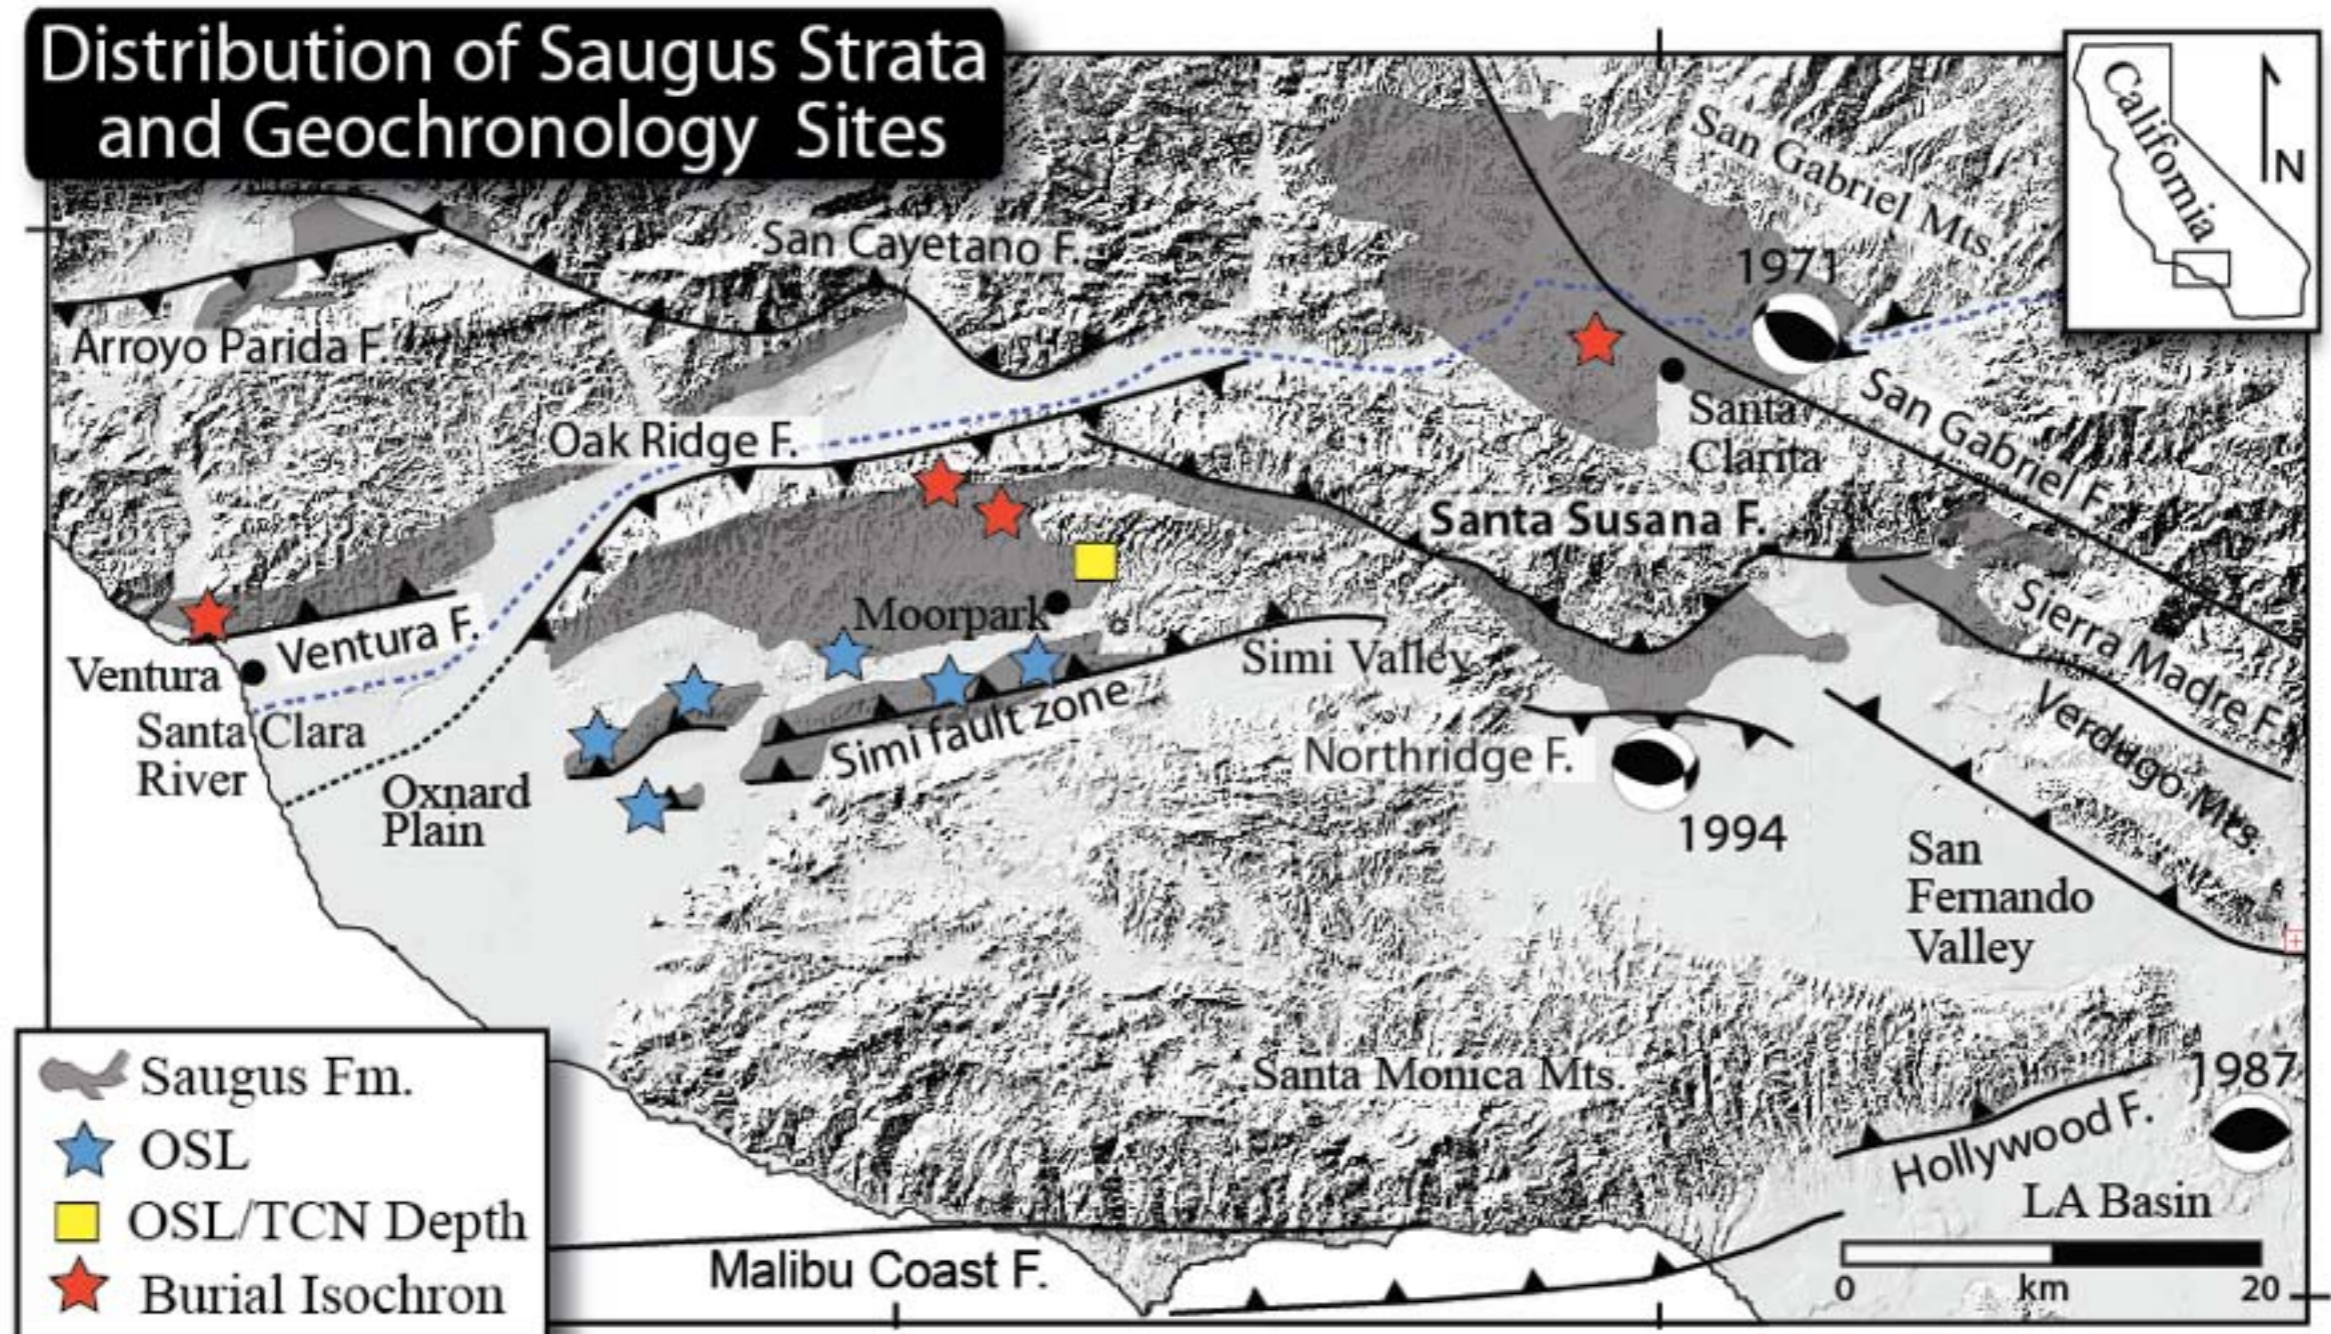 Distribution of Saugus Strata
and Geochronology Sites
California
N
San Gabriel Mts
San Cayetano F.
1971
Arroyo Parida F.
Oak Ridge F.
Santa
Clarita
San Gabriel F.
Santa Susana F.
Moorpark
Ventura F.
Ventura
Simi Valley
Sierra Madre F.
Santa Clara
River
Simi fault zone
Verdugo Mts.
Northridge F.
Oxnard
Plain
1994
San
Fernando
Valley
Saugus Fm.
OSL
OSL/TCN Depth
Burial Isochron
Santa Monica Mts.
1987
Hollywood F.
LA Basin
Malibu Coast F.
0 km 20